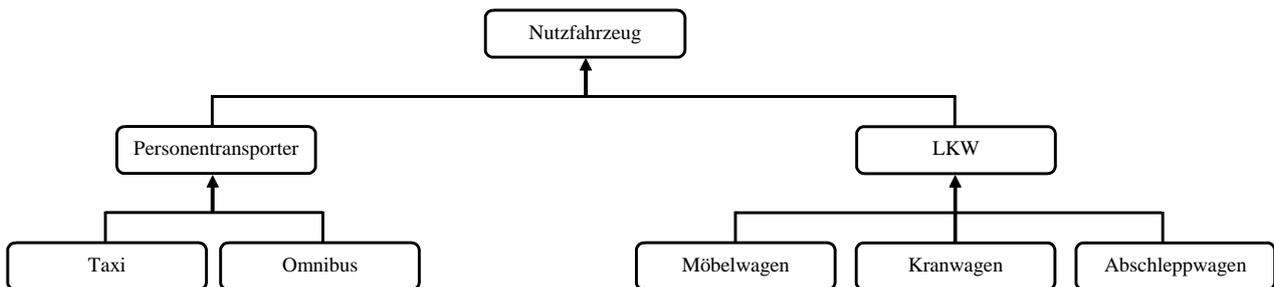 Nutzfahrzeug
Personentransporter
LKW
Taxi
Omnibus
Möbelwagen
Kranwagen
Abschleppwagen